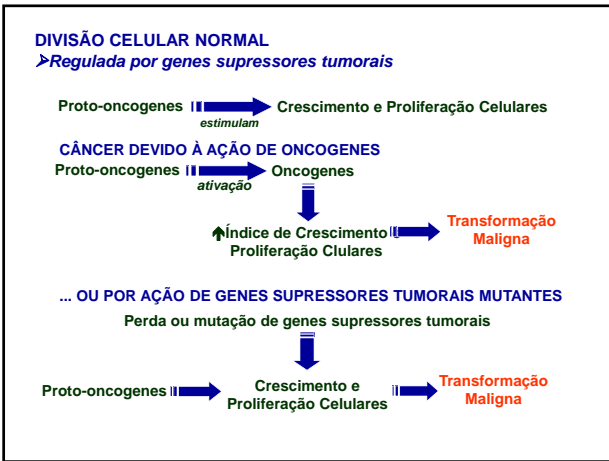 DIVISÃO CELULAR NORMAL
➢Regulada por genes supressores tumorais
Proto-oncogenes Crescimento e Proliferação Celulares
estimulam
CÂNCER DEVIDO À AÇÃO DE ONCOGENES
Proto-oncogenes Oncogenes
ativação
↑Índice de Crescimento
Proliferação Clulares
Transformação
Maligna
... OU POR AÇÃO DE GENES SUPRESSORES TUMORAIS MUTANTES
Perda ou mutação de genes supressores tumorais
Proto-oncogenes
Crescimento e
Proliferação Celulares
Transformação
Maligna